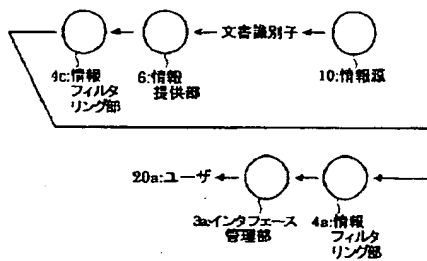 文書識別子
4c:情報
フィルタ
リング部
6:情報
提供部
10:情報源
20a:ユーザ
3a:インタフェース
管理部
4a:情報
フィルタ
リング部